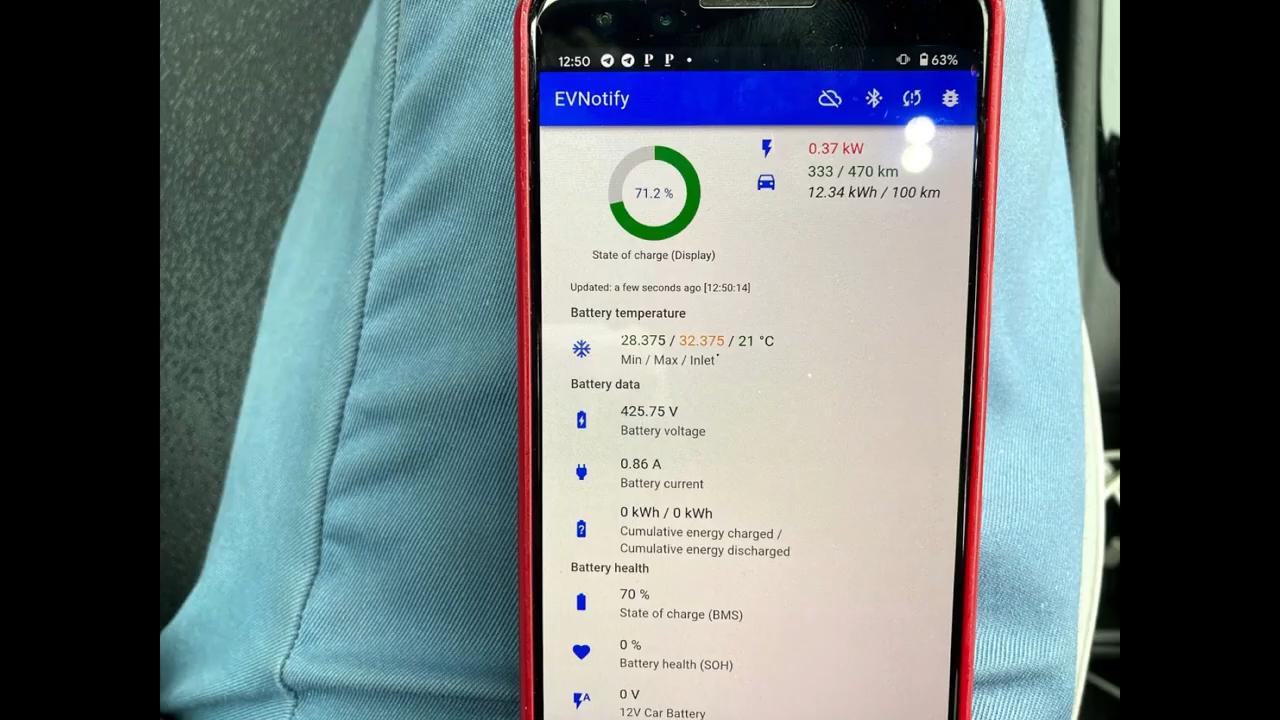 12:50 P P 63%
EVNotify
71.2 %
State of charge (Display)
0.37 kW
333 / 470 km
12.34 kWh / 100 km
Updated: a few seconds ago [12:50:14]
Battery temperature
28.375 / 32.375 / 21 °C
Min / Max / Inlet
Battery data
425.75 V
Battery voltage
0.86 A
Battery current
0 kWh / 0 kWh
Cumulative energy charged /
Cumulative energy discharged
Battery health
70 %
State of charge (BMS)
0 %
Battery health (SOH)
A
0 V
12V Car Battery